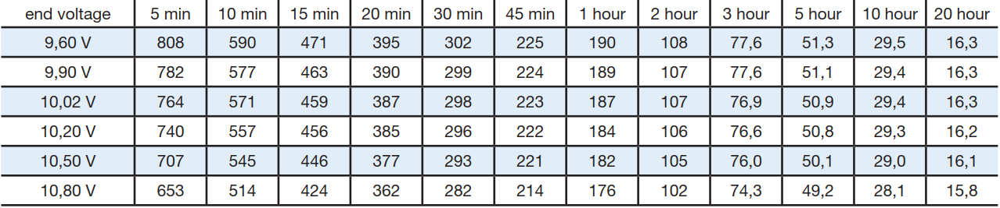 end voltage 5 min 10 min 15 min 20 min 30 min 45 min 1 hour 2 hour 3 hour 5 hour 10 hour 20 hour
9,60 V 808 590 471 395 302 225 190 108 77,6 51,3 29,5 16,3
9,90 V 782 577 463 390 299 224 189 107 77,6 51,1 29,4 16,3
10,02 V 764 571 459 387 298 223 187 107 76,9 50,9 29,4 16,3
10,20 V 740 557 456 385 296 222 184 106 76,6 50,8 29,3 16,2
10,50 V 707 545 446 377 293 221 182 105 76,0 50,1 29,0 16,1
10,80 V 653 514 424 362 282 214 176 102 74,3 49,2 28,1 15,8